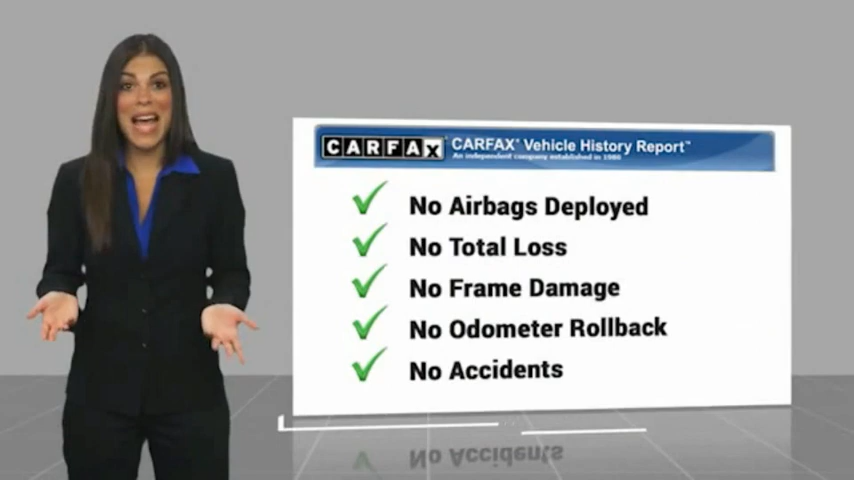 CARFAX CARFAX® Vehicle History Report™
An independent company established in 1986
No Airbags Deployed
No Total Loss
No Frame Damage
No Odometer Rollback
No Accidents
No Accidents